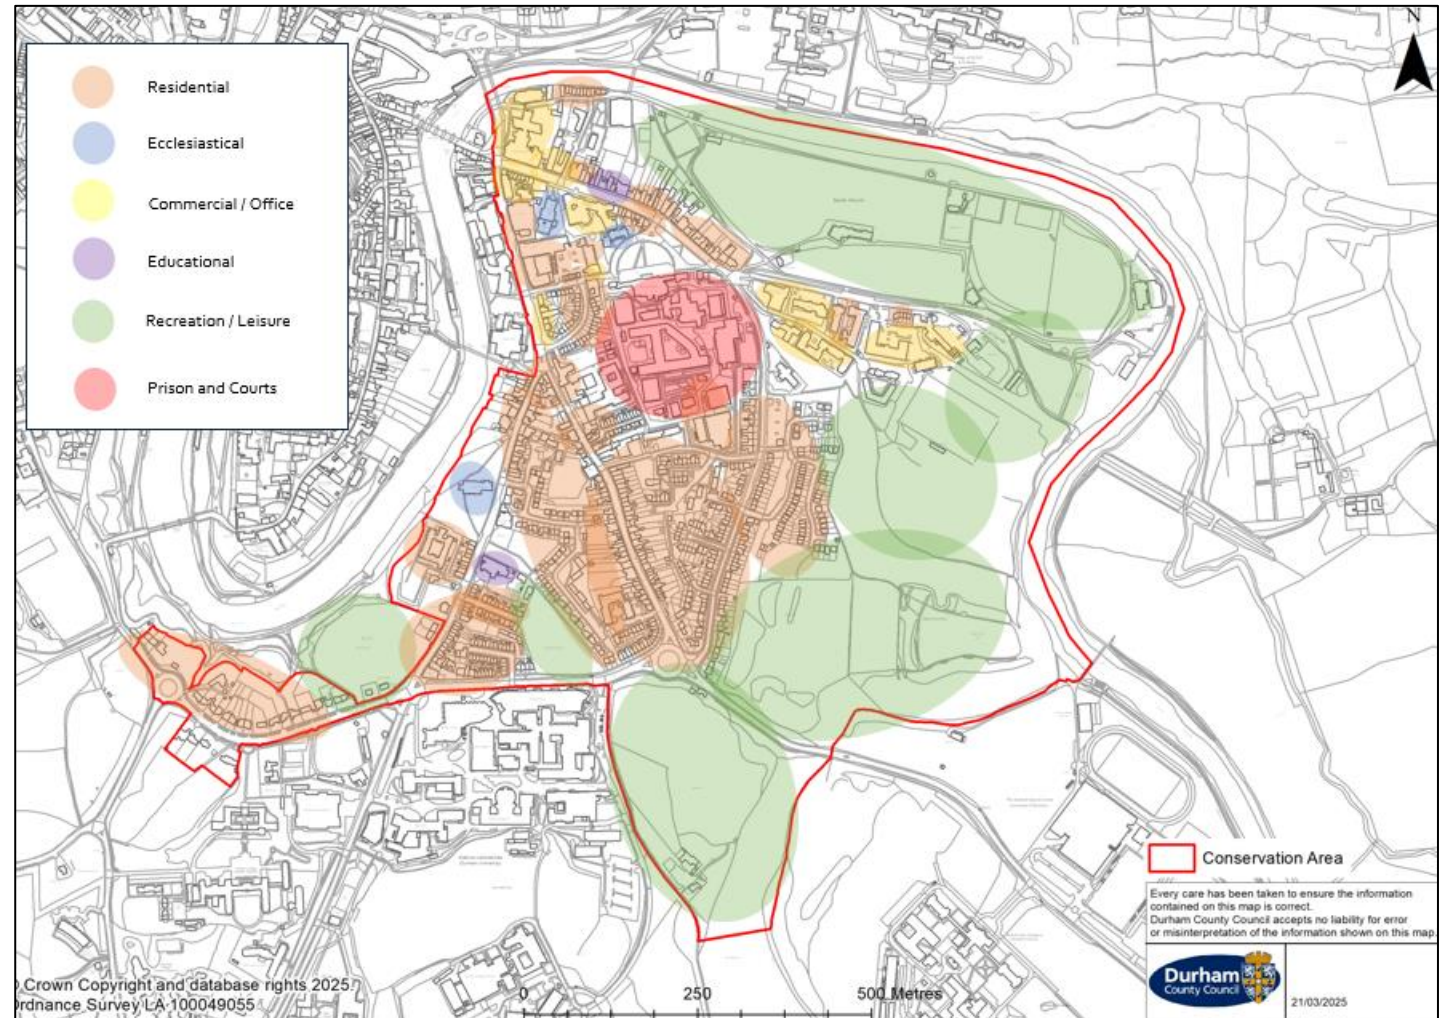 N
Residential
Ecclesiastical
Commercial / Office
Educational
Recreation / Leisure
Prison and Courts
Conservation Area
Every care has been taken to ensure the information
contained on this map is correct.
Durham County Council accepts no liability for error
or misinterpretation of the information shown on this map.
Durham
County Council
21/03/2025
Crown Copyright and database rights 2025.
Ordnance Survey LA 100049055
0 250 500 Metres